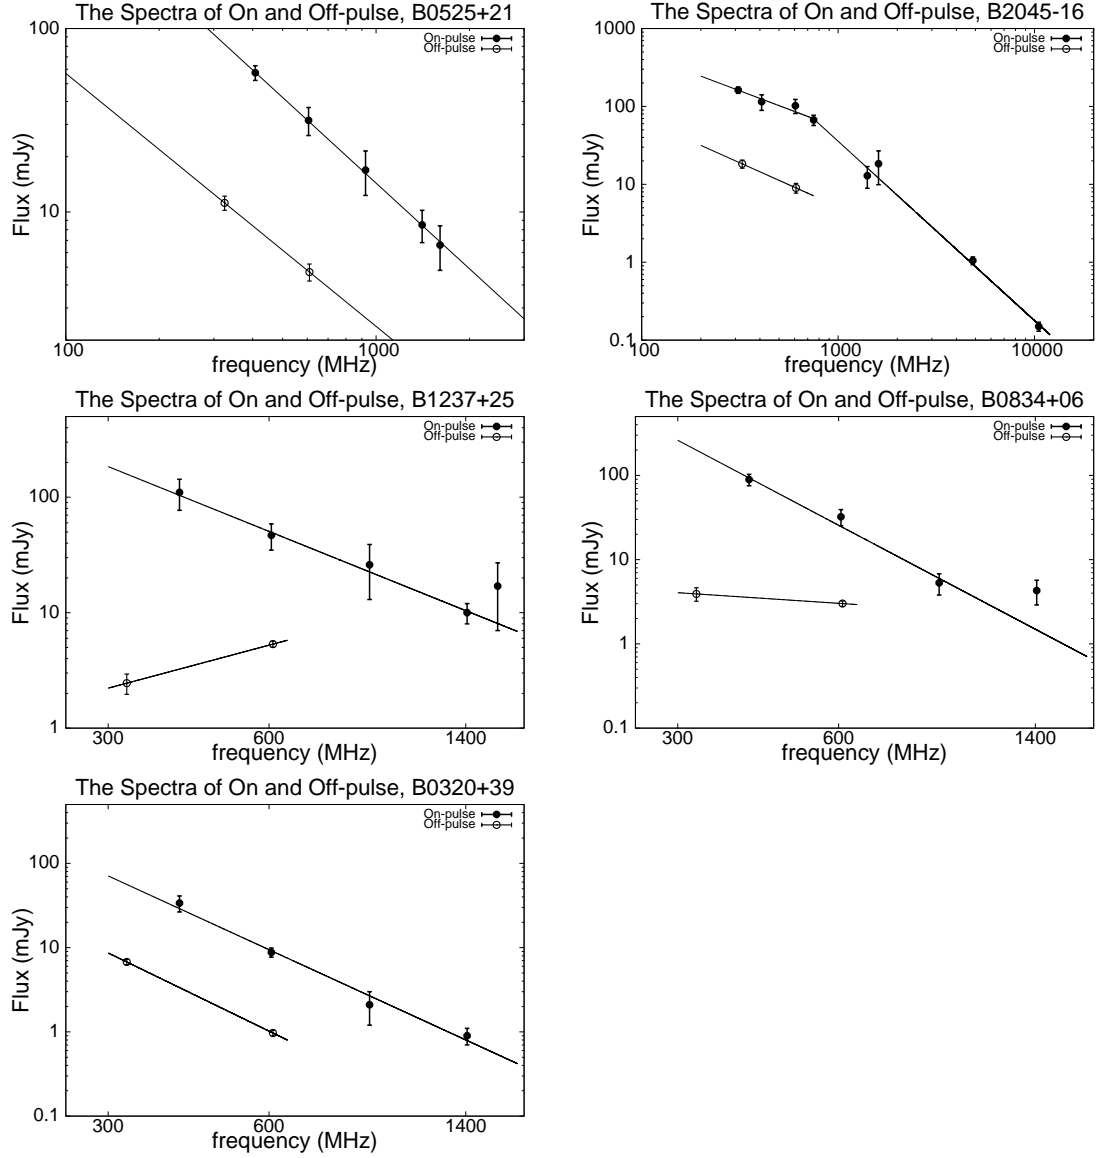 The Spectra of On and Off-pulse, B0525+21
100
10
Flux (mJy)
On-pulse
Off-pulse
100
1000
frequency (MHz)
The Spectra of On and Off-pulse, B2045-16
1000
100
10
1
0.1
Flux (mJy)
On-pulse
Off-pulse
100
1000
10000
frequency (MHz)
The Spectra of On and Off-pulse, B1237+25
100
10
1
Flux (mJy)
On-pulse
Off-pulse
300
600
1400
frequency (MHz)
The Spectra of On and Off-pulse, B0834+06
100
10
1
0.1
Flux (mJy)
On-pulse
Off-pulse
300
600
1400
frequency (MHz)
The Spectra of On and Off-pulse, B0320+39
100
10
1
0.1
Flux (mJy)
On-pulse
Off-pulse
300
600
1400
frequency (MHz)